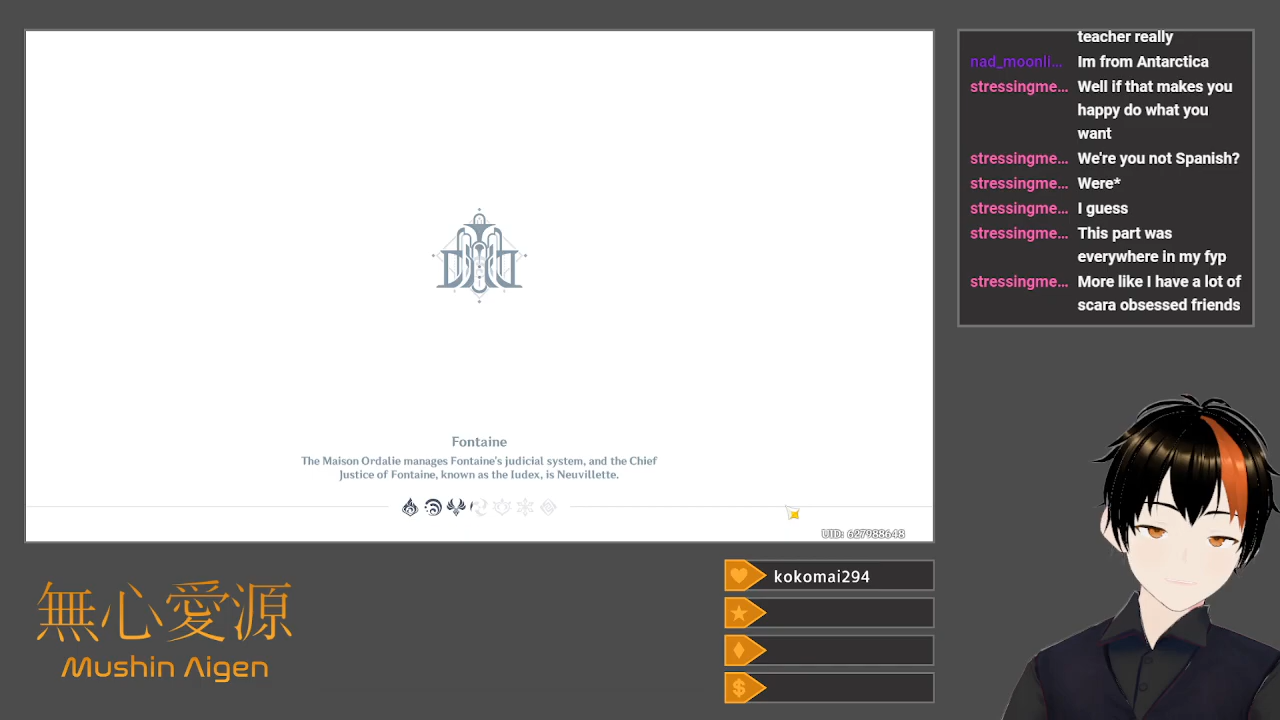 Fontaine
The Maison Ordalie manages Fontaine's judicial system, and the Chief
Justice of Fontaine, known as the Iudex, is Neuvillette.
UID: 627988648
teacher really
nad_moonli... Im from Antarctica
stressingme... Well if that makes you
happy do what you
want
stressingme... We're you not Spanish?
stressingme... Were*
stressingme... I guess
stressingme... This part was
everywhere in my fyp
stressingme... More like I have a lot of
scara obsessed friends
無心愛源
Mushin Aigen
kokomai294